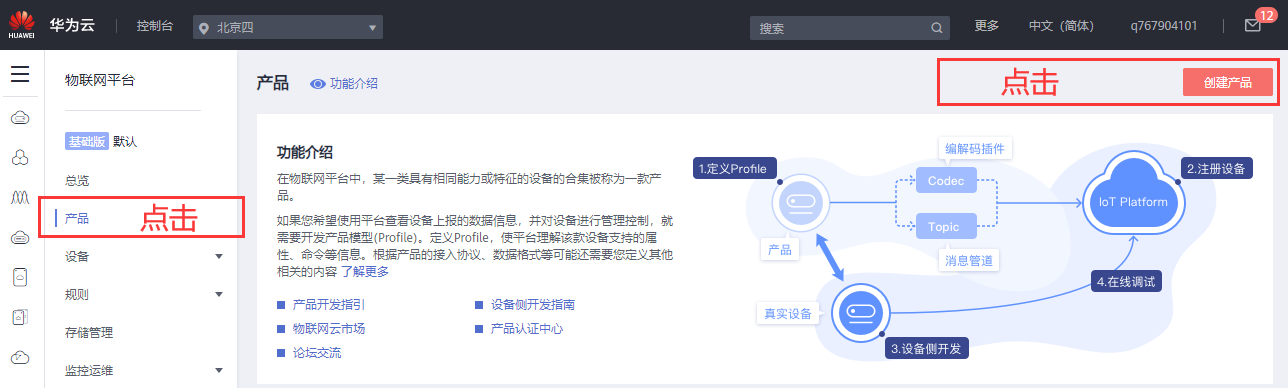 HUAWEI
华为云
控制台
北京四
搜索
更多
中文（简体）
q767904101
12
物联网平台
基础版 默认
总览
产品
点击
设备
规则
存储管理
监控运维
产品
功能介绍
点击
创建产品
功能介绍
在物联网平台中，某一类具有相同能力或特征的设备的合集被称为一款产
品。
如果您希望使用平台查看设备上报的数据信息，并对设备进行管理控制，就
需要开发产品模型(Profile)。定义Profile，使平台理解该款设备支持的属
性、命令等信息。根据产品的接入协议、数据格式等可能还需要您定义其他
相关的内容 了解更多
产品开发指引
设备侧开发指南
物联网云市场
产品认证中心
论坛交流
1.定义Profile
产品
编解码插件
Codec
Topic
消息管道
2.注册设备
IoT Platform
4.在线调试
真实设备
3.设备侧开发